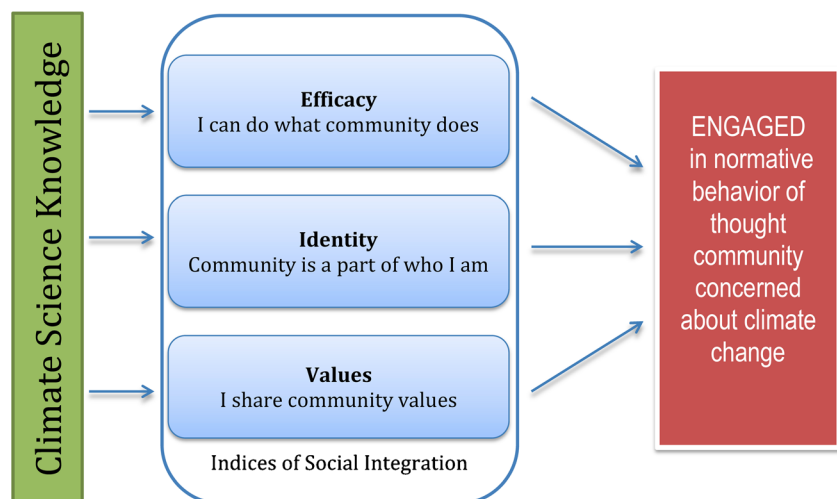 Climate Science Knowledge
Efficacy
I can do what community does
Identity
Community is a part of who I am
Values
I share community values
Indices of Social Integration
ENGAGED
in normative
behavior of
thought
community
concerned
about climate
change